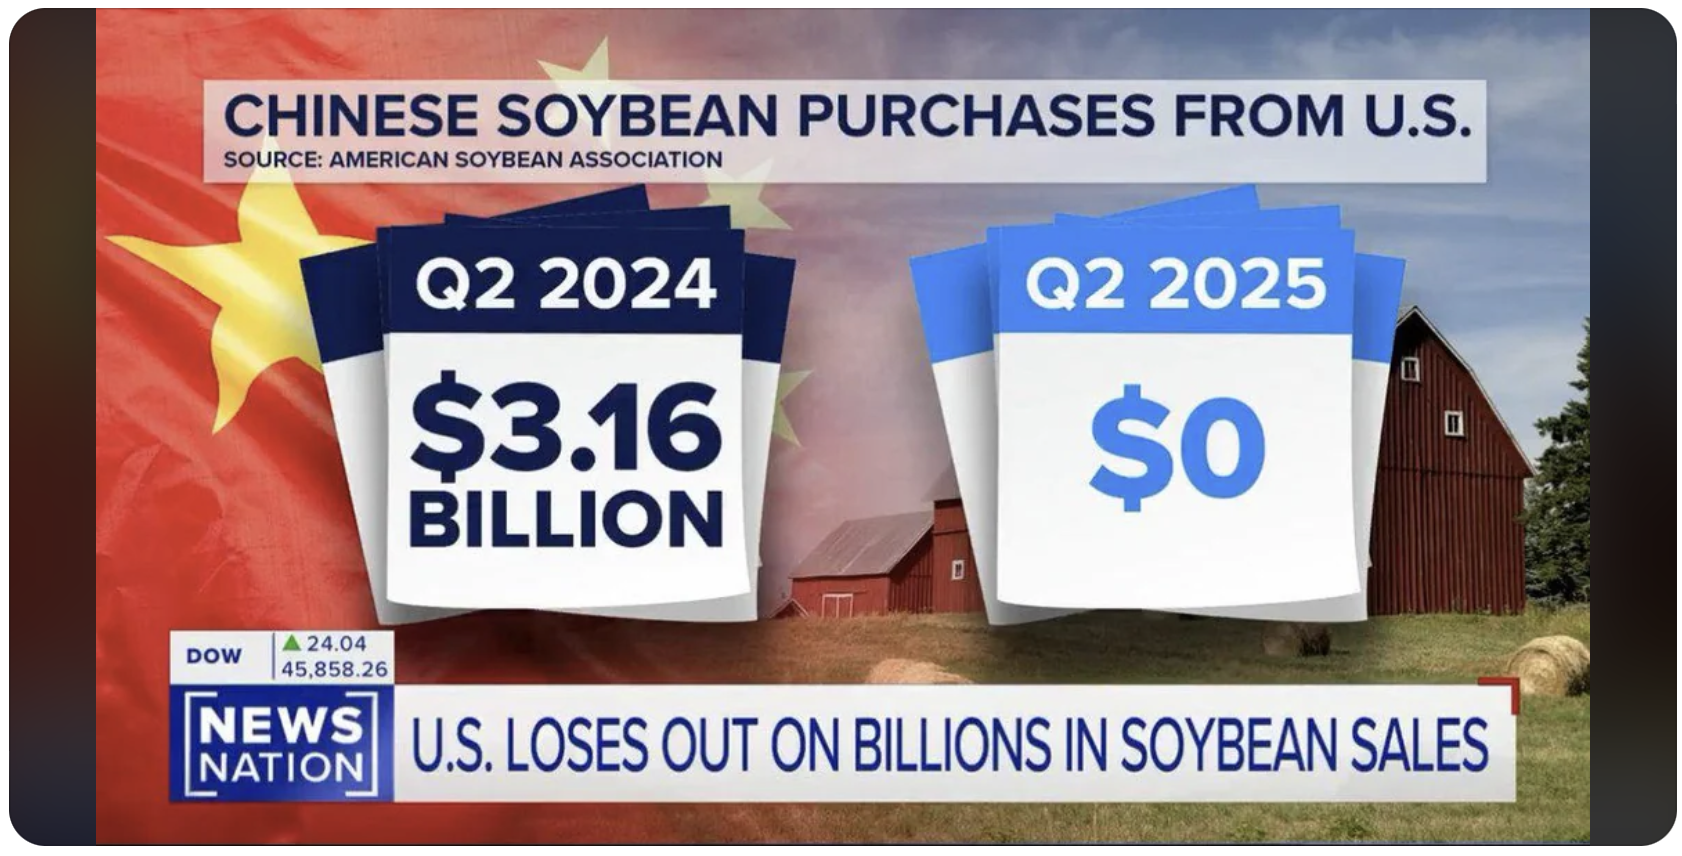 CHINESE SOYBEAN PURCHASES FROM U.S.
SOURCE: AMERICAN SOYBEAN ASSOCIATION
Q2 2024
$3.16
BILLION
Q2 2025
$0
DOW
▲ 24.04
45,858.26
NEWS
NATION
U.S. LOSES OUT ON BILLIONS IN SOYBEAN SALES